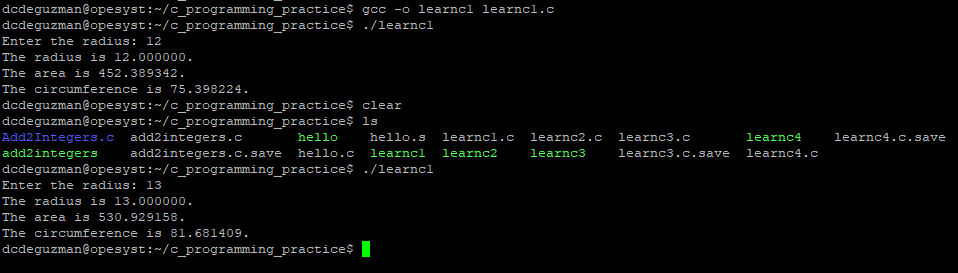 dcdeguzman@opesyst:~/c_programming_practice$ gcc -o learnc1 learnc1.c
dcdeguzman@opesyst:~/c_programming_practice$ ./learnc1
Enter the radius: 12
The radius is 12.000000.
The area is 452.389342.
The circumference is 75.398224.
dcdeguzman@opesyst:~/c_programming_practice$ clear
dcdeguzman@opesyst:~/c_programming_practice$ ls
Add2Integers.c  add2integers.c       hello    hello.s  learnc1.c  learnc2.c  learnc3.c       learnc4    learnc4.c.save
add2integers    add2integers.c.save  hello.c  learnc1  learnc2    learnc3    learnc3.c.save  learnc4.c
dcdeguzman@opesyst:~/c_programming_practice$ ./learnc1
Enter the radius: 13
The radius is 13.000000.
The area is 530.929158.
The circumference is 81.681409.
dcdeguzman@opesyst:~/c_programming_practice$